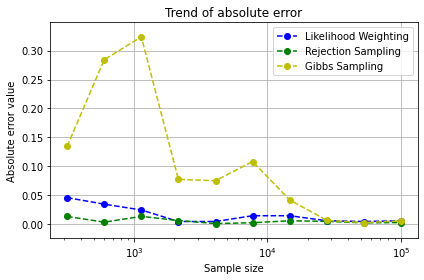 Trend of absolute error
Likelihood Weighting
Rejection Sampling
Gibbs Sampling
Absolute error value
0.30
0.25
0.20
0.15
0.10
0.05
0.00
10³
10⁴
10⁵
Sample size